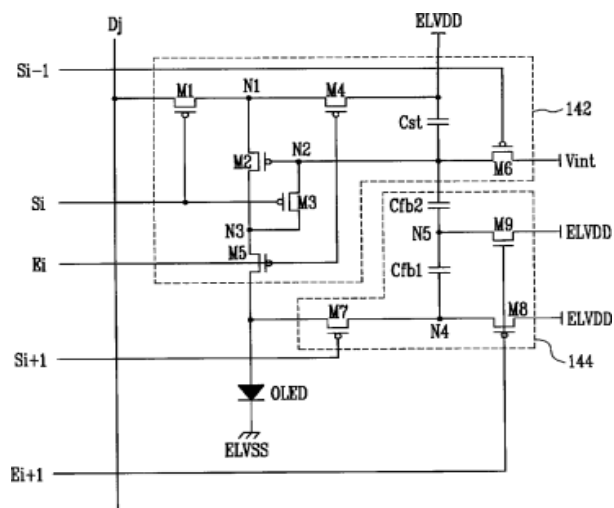 Dj
ELVDD
Si-1
M1
N1
M4
142
Cst
M2
N2
M6
Vint
Si
M3
Cfb2
N3
M9
M5
N5
ELVDD
Ei
Cfb1
M7
M8
ELVDD
N4
Si+1
144
OLED
ELVSS
Ei+1